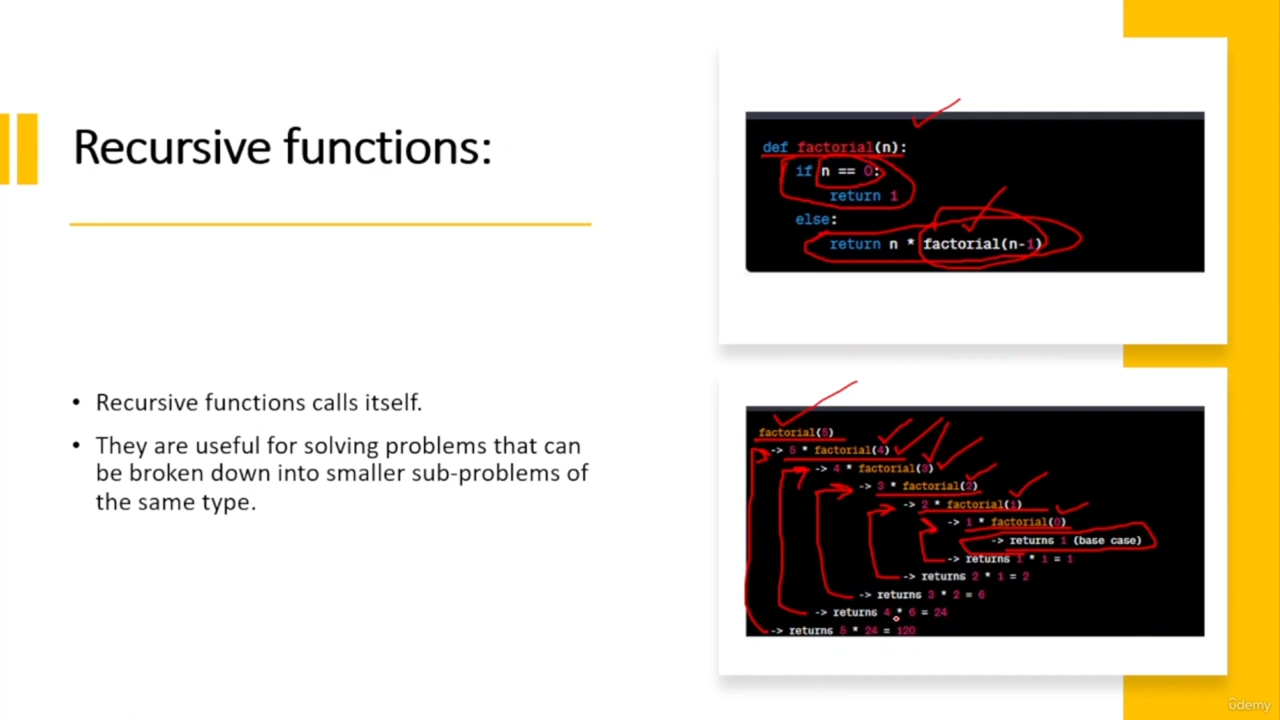 Recursive functions:
• Recursive functions calls itself.
• They are useful for solving problems that can
be broken down into smaller sub-problems of
the same type.
def factorial(n):
if n == 0:
return 1
else:
return n * factorial(n-1)
factorial(5)
-> 5 * factorial(4)
-> 4 * factorial(3)
-> 3 * factorial(2)
-> 2 * factorial(1)
-> 1 * factorial(0)
-> returns 1 (base case)
-> returns 1 * 1 = 1
-> returns 2 * 1 = 2
-> returns 3 * 2 = 6
-> returns 4 * 6 = 24
-> returns 5 * 24 = 120
ûdemy